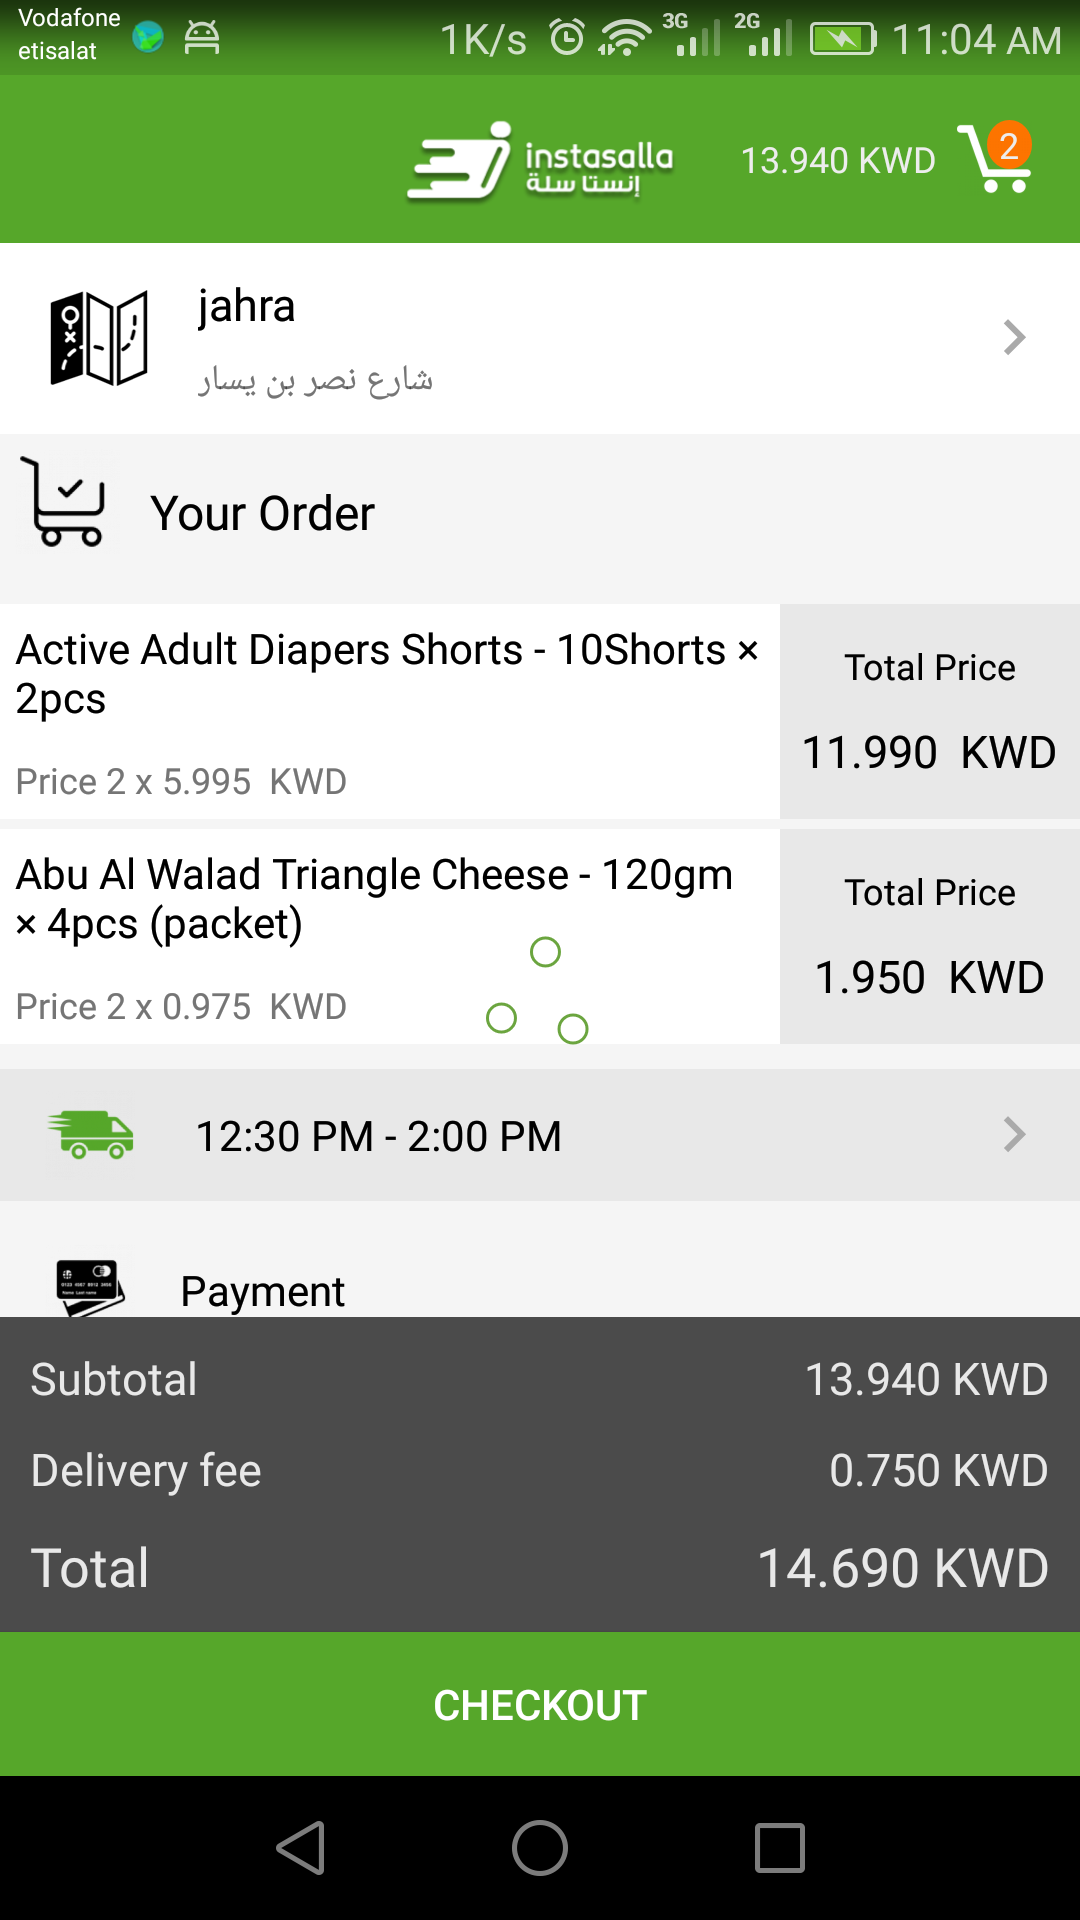 Vodafone
etisalat
1K/s 3G 2G 11:04 AM
instasalla
إنستا سلة
13.940 KWD 2
jahra
شارع نصر بن يسار
Your Order
Active Adult Diapers Shorts - 10Shorts ×
2pcs
Price 2 x 5.995 KWD
Total Price
11.990 KWD
Abu Al Walad Triangle Cheese - 120gm
× 4pcs (packet)
Price 2 x 0.975 KWD
Total Price
1.950 KWD
12:30 PM - 2:00 PM
Payment
Subtotal 13.940 KWD
Delivery fee 0.750 KWD
Total 14.690 KWD
CHECKOUT